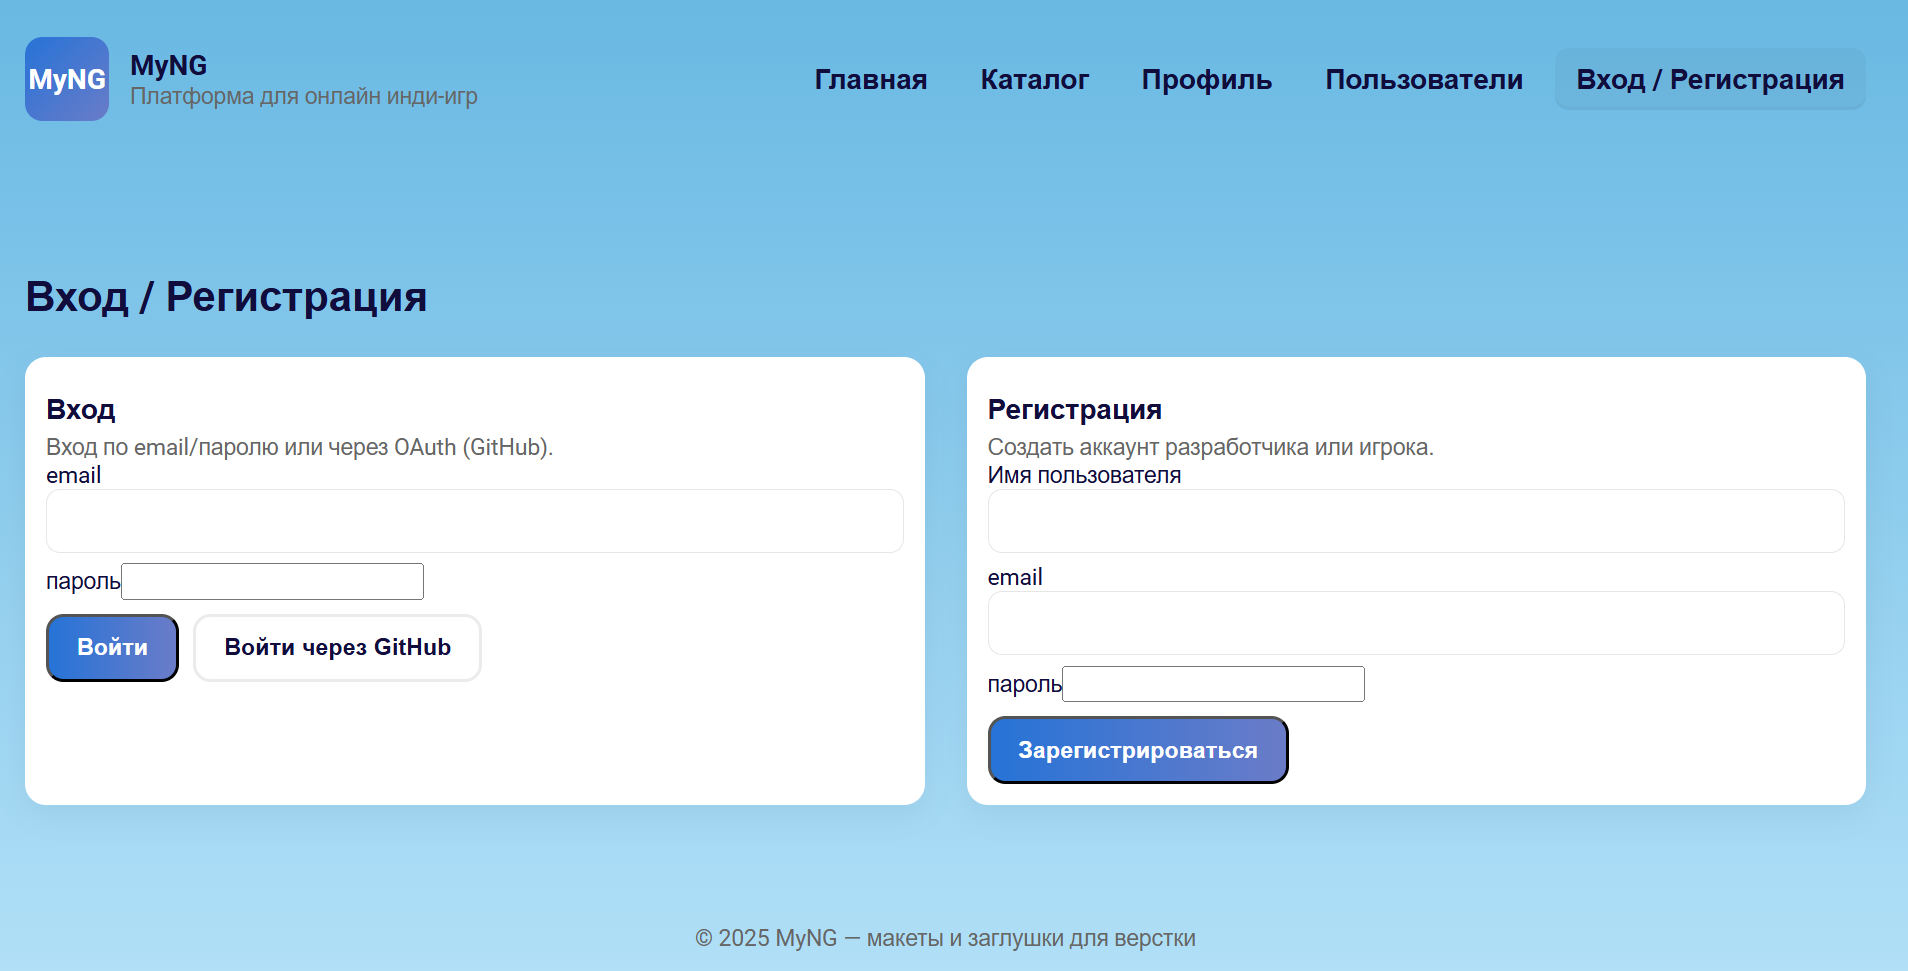 MyNG
MyNG
Платформа для онлайн инди-игр
Главная
Каталог
Профиль
Пользователи
Вход / Регистрация
Вход / Регистрация
Вход
Вход по email/паролю или через OAuth (GitHub).
email
пароль
Войти
Войти через GitHub
Регистрация
Создать аккаунт разработчика или игрока.
Имя пользователя
email
пароль
Зарегистрироваться
© 2025 MyNG — макеты и заглушки для верстки